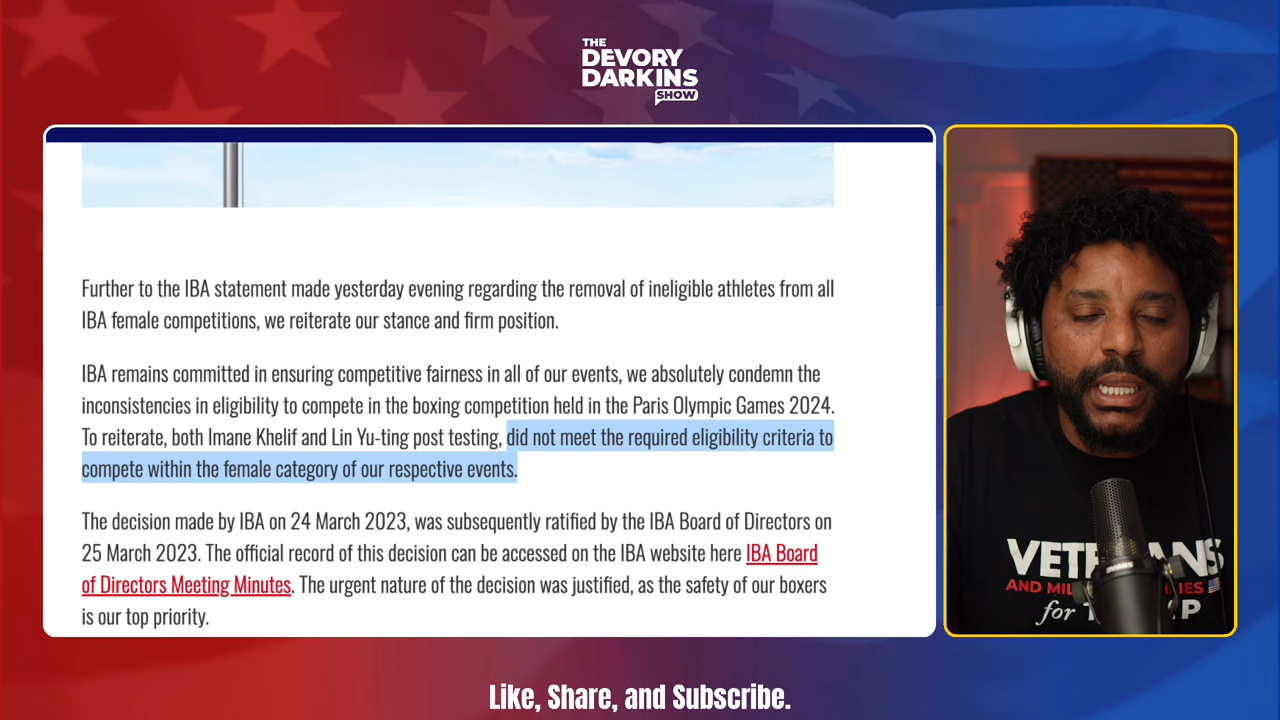 THE
DEVORY
DARKINS
SHOW
Further to the IBA statement made yesterday evening regarding the removal of ineligible athletes from all
IBA female competitions, we reiterate our stance and firm position.
IBA remains committed in ensuring competitive fairness in all of our events, we absolutely condemn the
inconsistencies in eligibility to compete in the boxing competition held in the Paris Olympic Games 2024.
To reiterate, both Imane Khelif and Lin Yu-ting post testing, did not meet the required eligibility criteria to
compete within the female category of our respective events.
The decision made by IBA on 24 March 2023, was subsequently ratified by the IBA Board of Directors on
25 March 2023. The official record of this decision can be accessed on the IBA website here IBA Board
of Directors Meeting Minutes. The urgent nature of the decision was justified, as the safety of our boxers
is our top priority.
AND
for
Like, Share, and Subscribe.